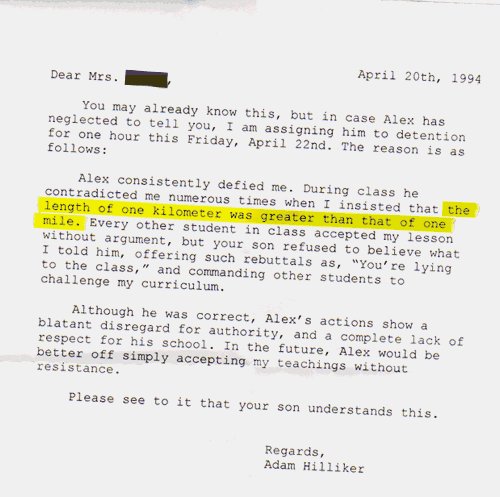 Dear Mrs.
April 20th, 1994
You may already know this, but in case Alex has
neglected to tell you, I am assigning him to detention
for one hour this Friday, April 22nd. The reason is as
follows:
Alex consistently defied me. During class he
contradicted me numerous times when I insisted that the
length of one kilometer was greater than that of one
mile. Every other student in class accepted my lesson
without argument, but your son refused to believe what
I told him, offering such rebuttals as, “You’re lying
to the class,” and commanding other students to
challenge my curriculum.
Although he was correct, Alex’s actions show a
blatant disregard for authority, and a complete lack of
respect for his school. In the future, Alex would be
better off simply accepting my teachings without
resistance.
Please see to it that your son understands this.
Regards,
Adam Hilliker